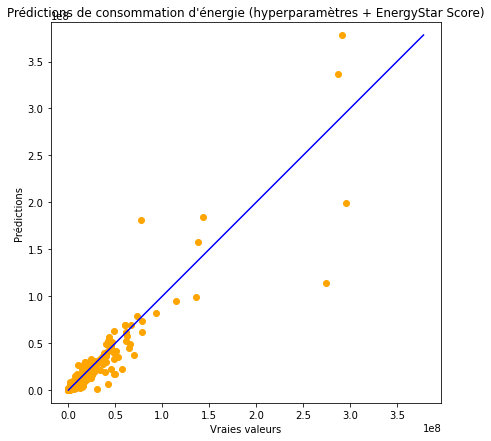 Prédictions de consommation d'énergie (hyperparamètres + EnergyStar Score)
1e8
3.5
3.0
2.5
2.0
1.5
1.0
0.5
0.0
Prédictions
0.0 0.5 1.0 1.5 2.0 2.5 3.0 3.5
1e8
Vraies valeurs